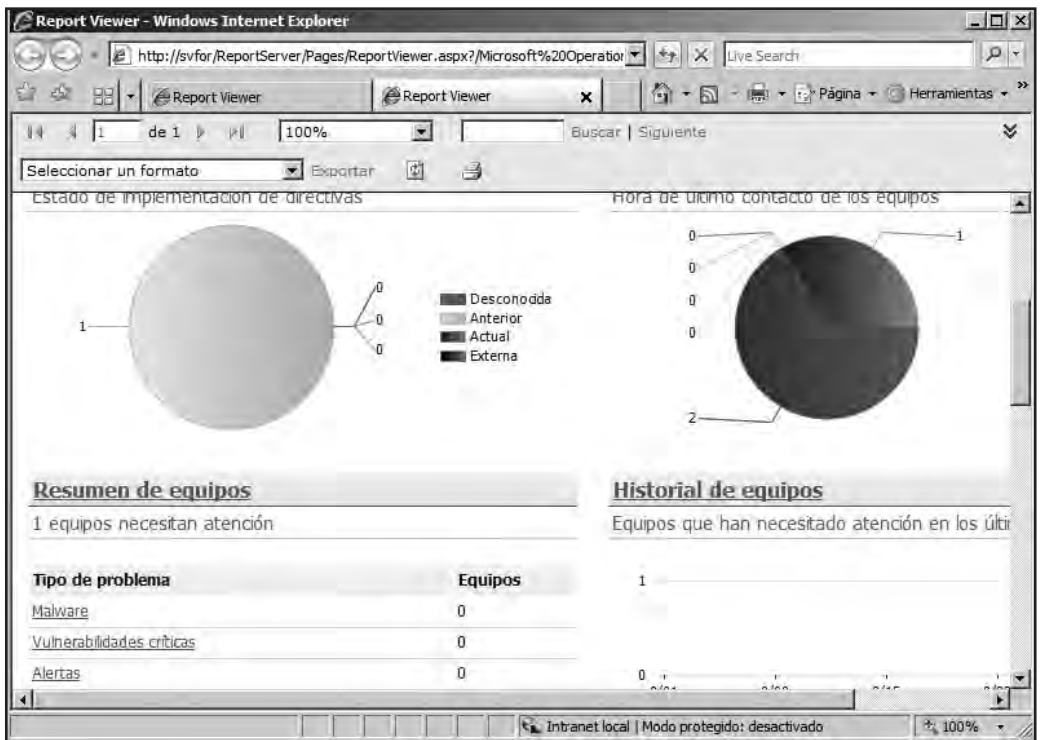 Report Viewer - Windows Internet Explorer
http://svfor/ReportServer/Pages/ReportViewer.aspx?/Microsoft%20Operation
Live Search
Report Viewer
Report Viewer
Página
Herramientas
1 de 1
100%
Buscar | Siguiente
Seleccionar un formato
Exportar
Estado de implementación de directivas
1
0
0
0
Desconocida
Anterior
Actual
Externa
Hora de último contacto de los equipos
0
1
0
0
0
2
Resumen de equipos
1 equipos necesitan atención
Tipo de problema Equipos
Malware 0
Vulnerabilidades críticas 0
Alertas 0
Historial de equipos
Equipos que han necesitado atención en los últi
1
0
Intranet local | Modo protegido: desactivado
100%